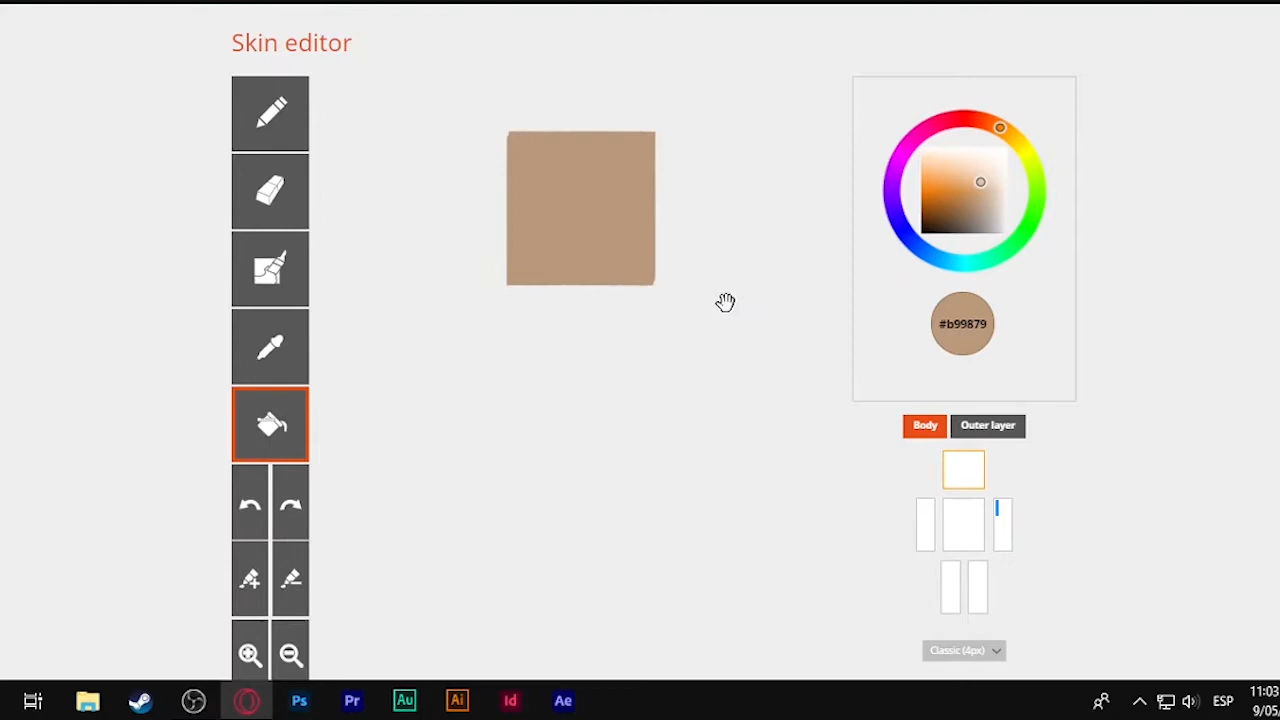 Skin editor
#b99879
Body
Outer layer
Classic (4px)
Ps
Pr
Au
Ai
Id
Ae
ESP
11:03
9/05/